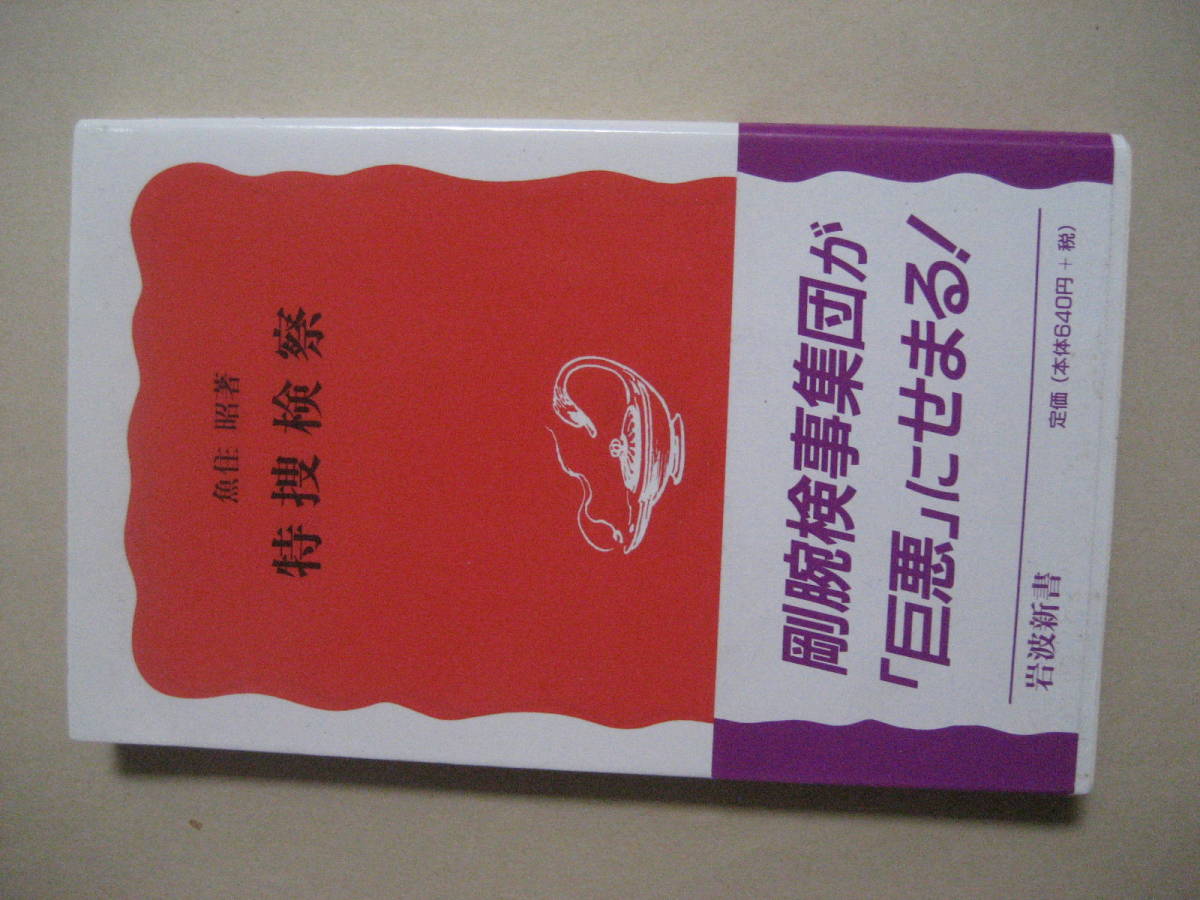 魚住 昭著
特捜検察
剛腕検事集団が
「巨悪」にせまる!
定価（本体640円＋税）
岩波新書